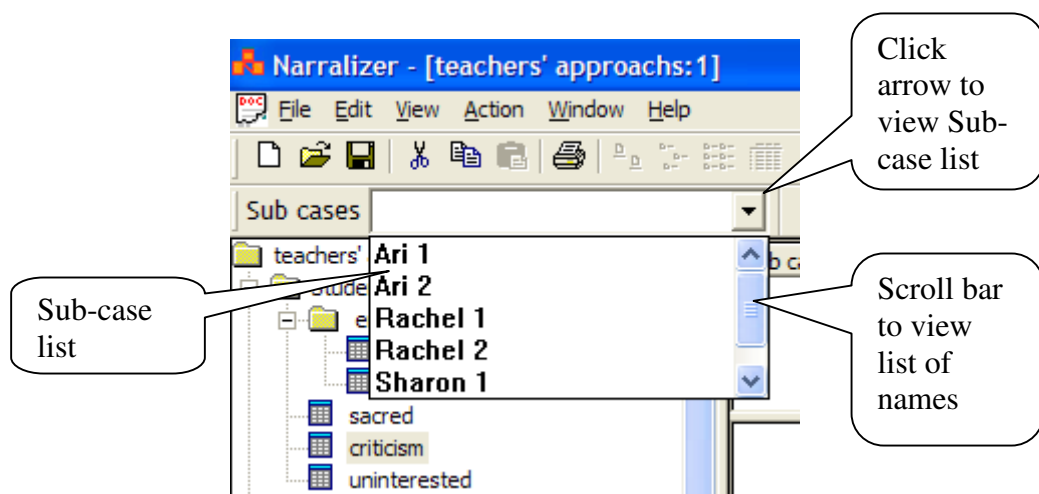 Narralizer - [teachers' approachs:1]
DOC
File Edit View Action Window Help
Sub cases
teachers'
Ari 1
Ari 2
Rachel 1
Rachel 2
Sharon 1
sacred
criticism
uninterested
Click
arrow to
view Sub-
case list
Sub-case
list
Scroll bar
to view
list of
names